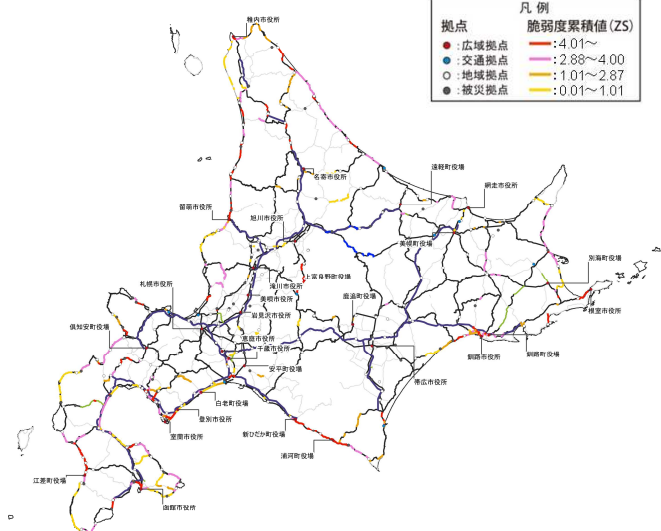 凡 例
拠点 脆弱度累積値(ZS)
:広域拠点 :4.01～
:交通拠点 :2.88～4.00
:地域拠点 :1.01～2.87
:被災拠点 :0.01～1.01
稚内市役所
名寄市役所
遠軽町役場
網走市役所
留萌市役所
旭川市役所
美幌町役場
別海町役場
上富良野町役場
札幌市役所
滝川市役所
美唄市役所
鹿追町役場
根室市役所
岩見沢市役所
倶知安町役場
恵庭市役所
千歳市役所
釧路市役所
釧路町役場
安平町役場
帯広市役所
白老町役場
登別市役所
新ひだか町役場
室蘭市役所
浦河町役場
江差町役場
函館市役所